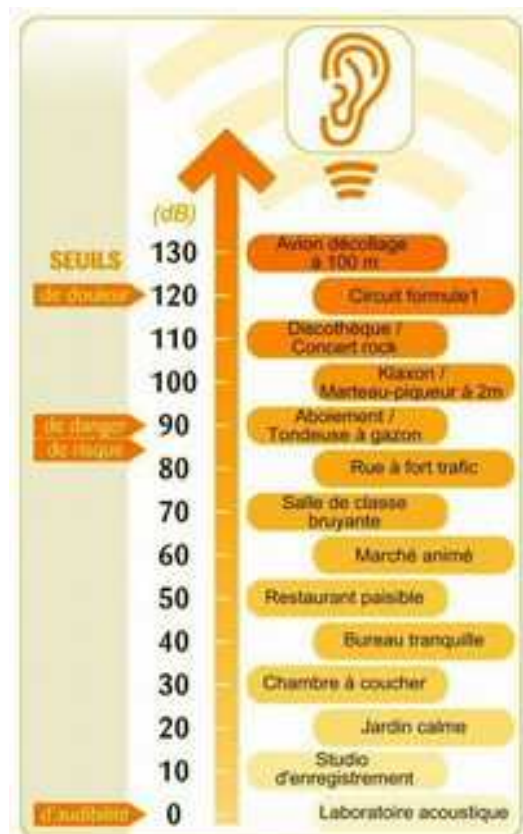 (dB)
SEUILS
130
Avion décollage
à 100 m
de douleur
120
Circuit formule1
110
Discothèque /
Concert rock
100
Klaxon /
Marteau-piqueur à 2m
de danger
90
Aboiement /
Tondeuse à gazon
de risque
80
Rue à fort trafic
70
Salle de classe
bruyante
60
Marché animé
50
Restaurant paisible
40
Bureau tranquille
30
Chambre à coucher
20
Jardin calme
10
Studio
d'enregistrement
d'audibilité
0
Laboratoire acoustique